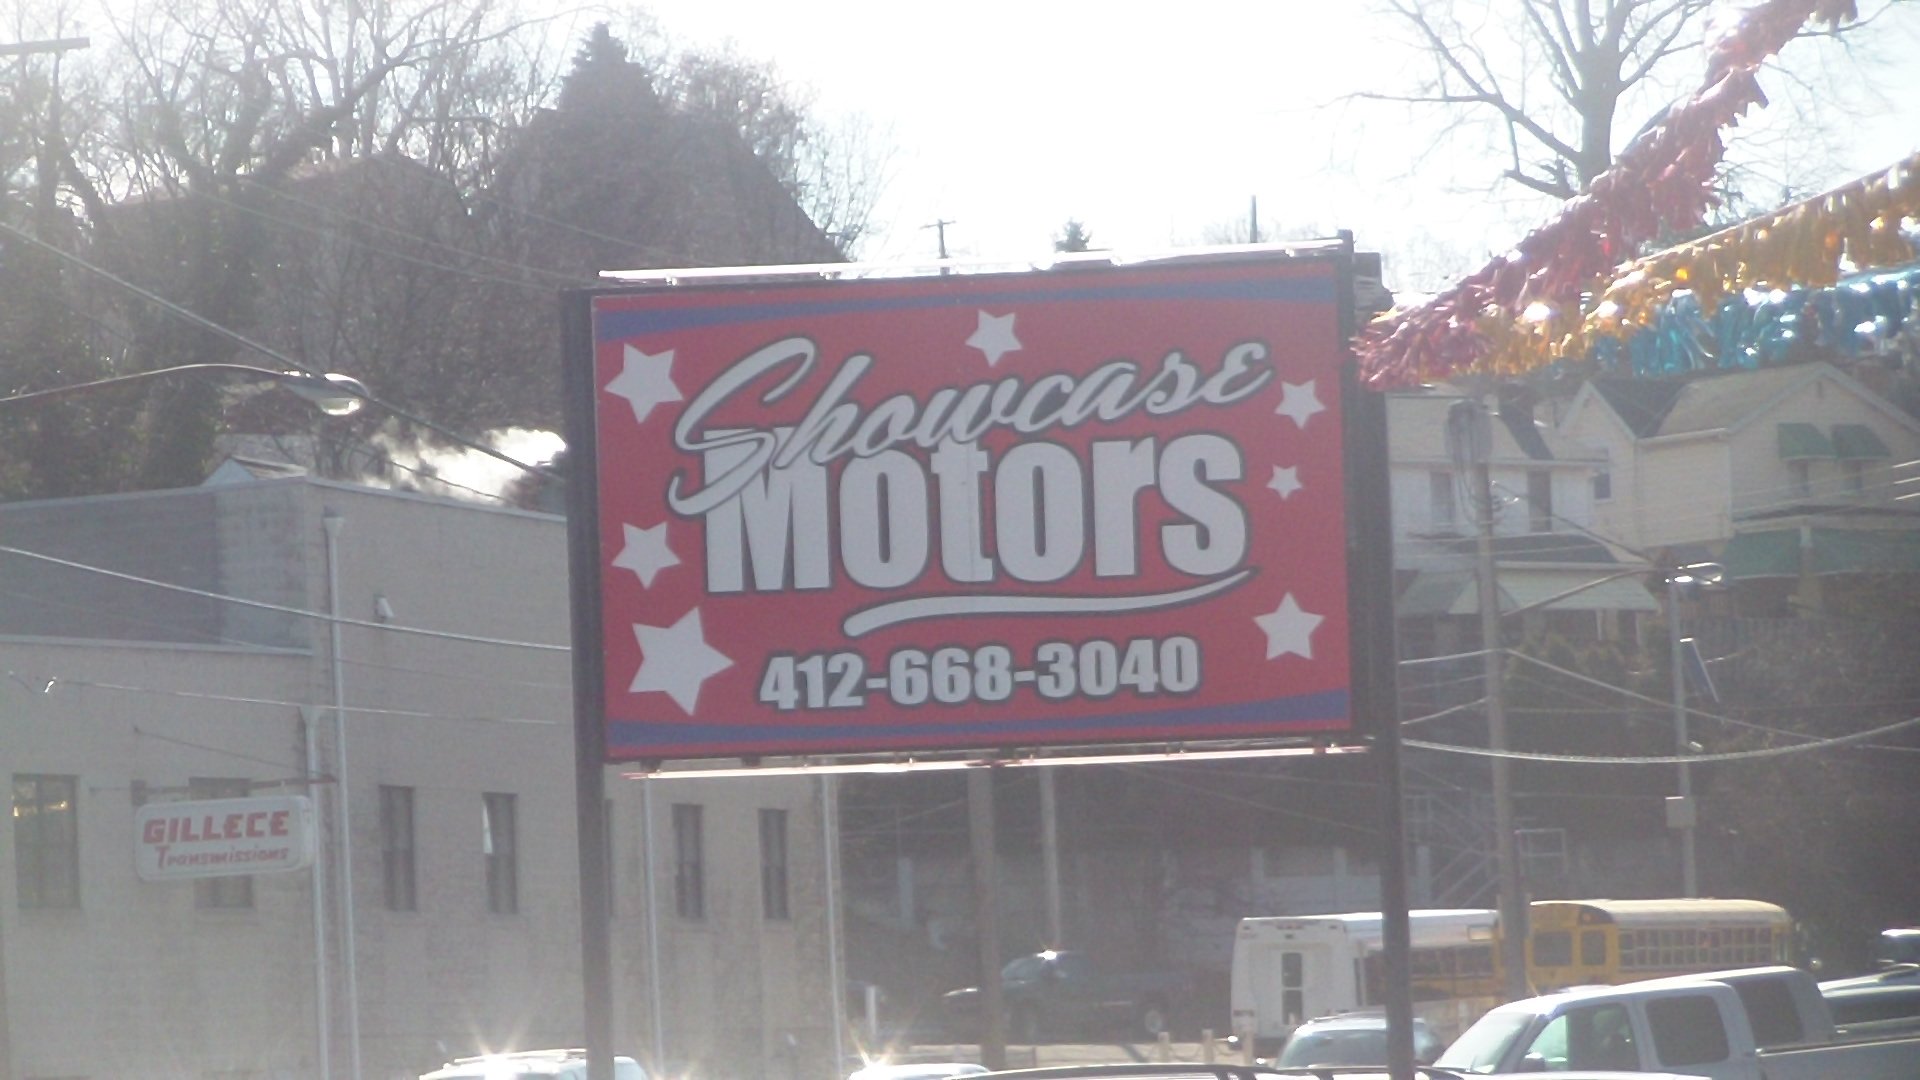 Showcase
Motors
412-668-3040
GILLECE
Transmissions